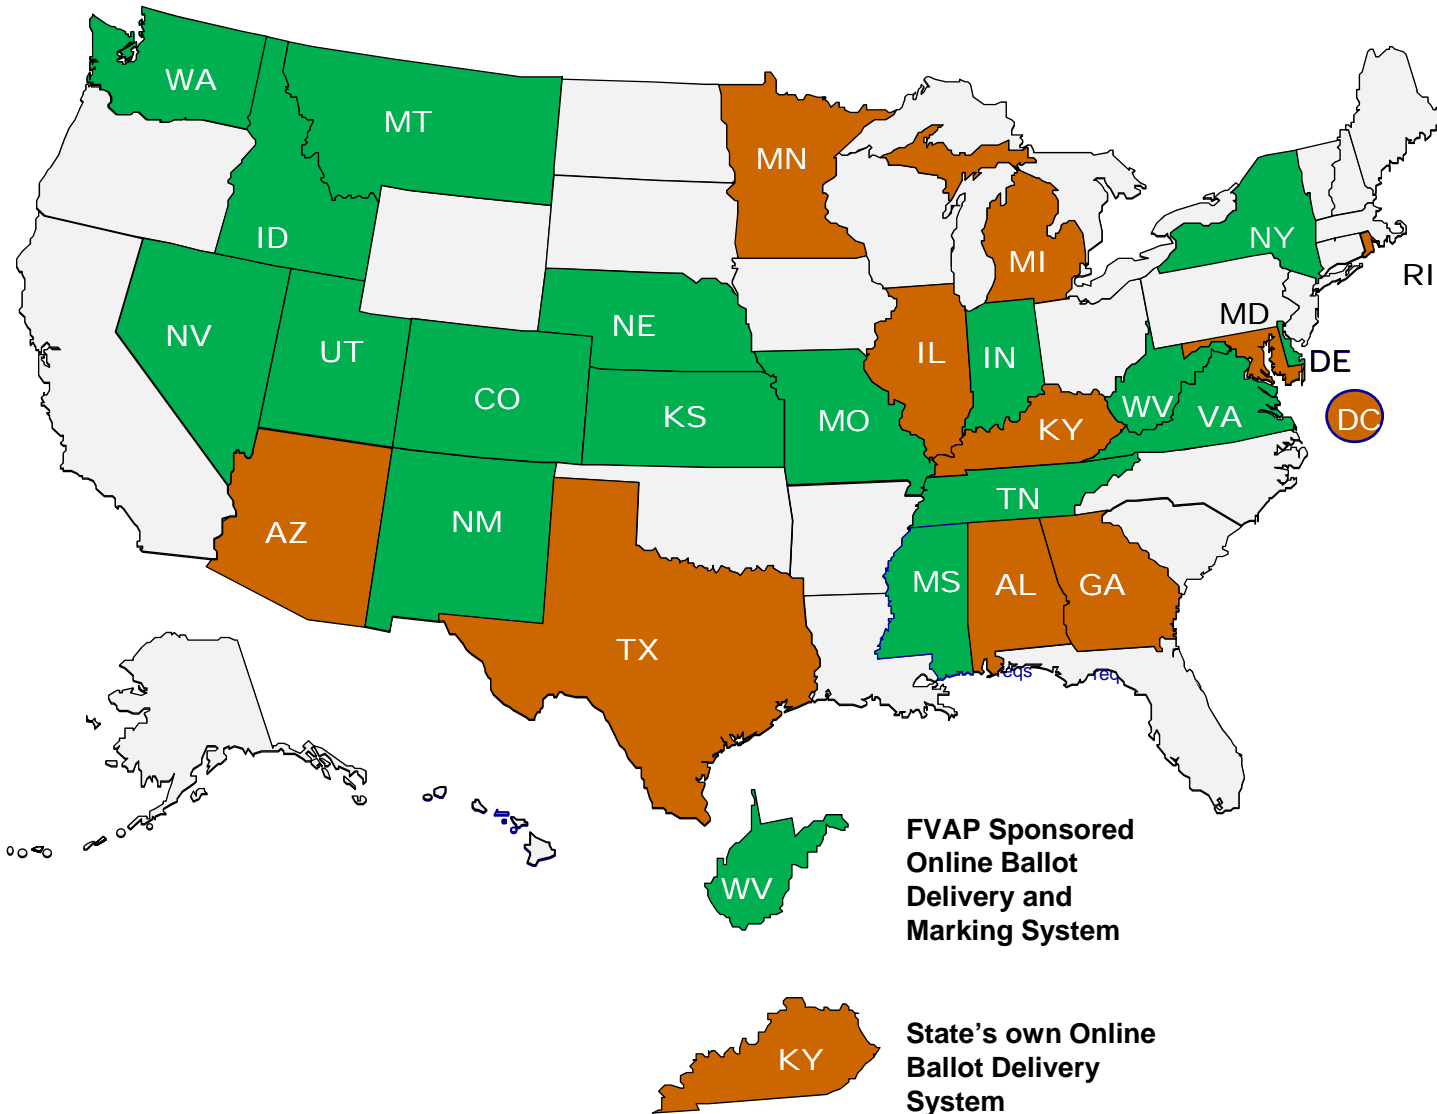 WA
MT
MN
ID
NY
MI
RI
NV
UT
NE
IL
IN
MD
DE
CO
KS
MO
KY
WV
VA
DC
AZ
NM
TN
MS
AL
GA
TX
reqs
req
WV
FVAP Sponsored
Online Ballot
Delivery and
Marking System
KY
State’s own Online
Ballot Delivery
System